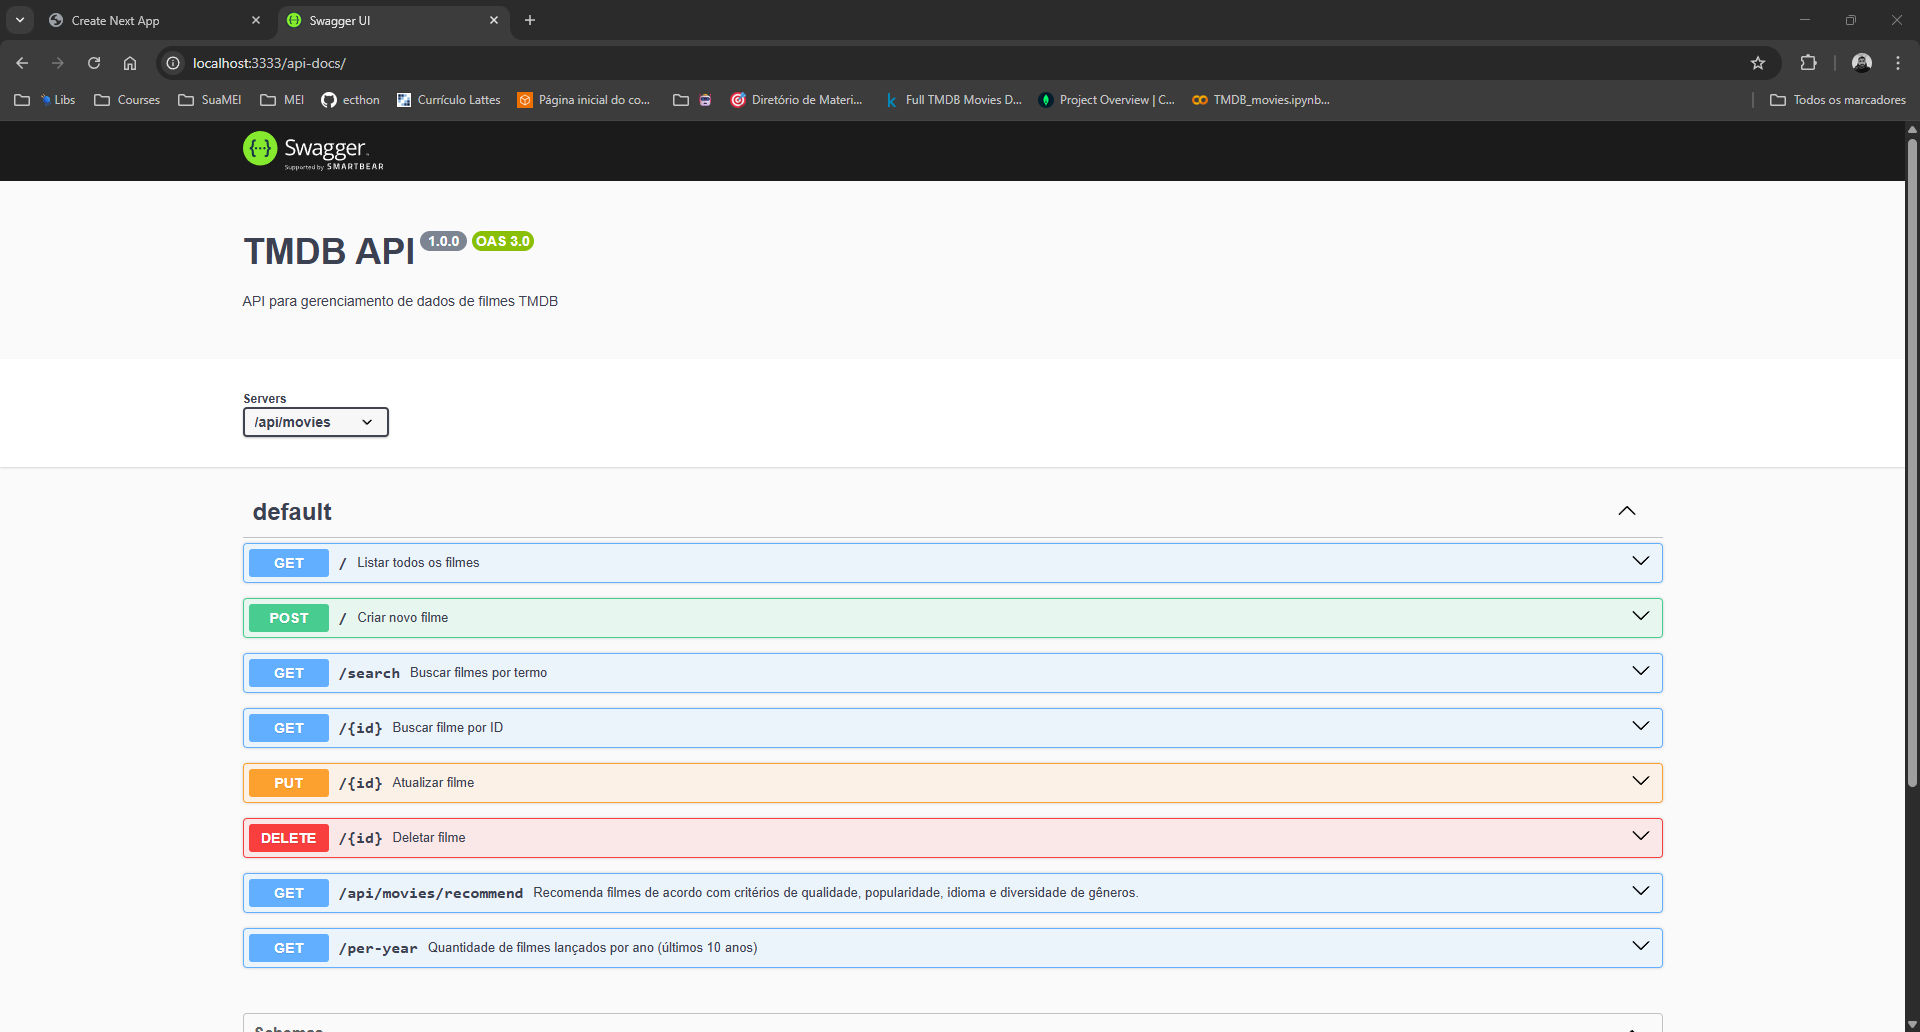 Create Next App
Swagger UI
localhost:3333/api-docs/
Libs
Courses
SuaMEI
MEI
ecthon
Currículo Lattes
Página inicial do co...
Diretório de Materi...
Full TMDB Movies D...
Project Overview | C...
TMDB_movies.ipynb...
Todos os marcadores
Swagger
Supported by SMARTBEAR
TMDB API 1.0.0 OAS 3.0
API para gerenciamento de dados de filmes TMDB
Servers
/api/movies
default
GET / Listar todos os filmes
POST / Criar novo filme
GET /search Buscar filmes por termo
GET /{id} Buscar filme por ID
PUT /{id} Atualizar filme
DELETE /{id} Deletar filme
GET /api/movies/recommend Recomenda filmes de acordo com critérios de qualidade, popularidade, idioma e diversidade de gêneros.
GET /per-year Quantidade de filmes lançados por ano (últimos 10 anos)
Schemas